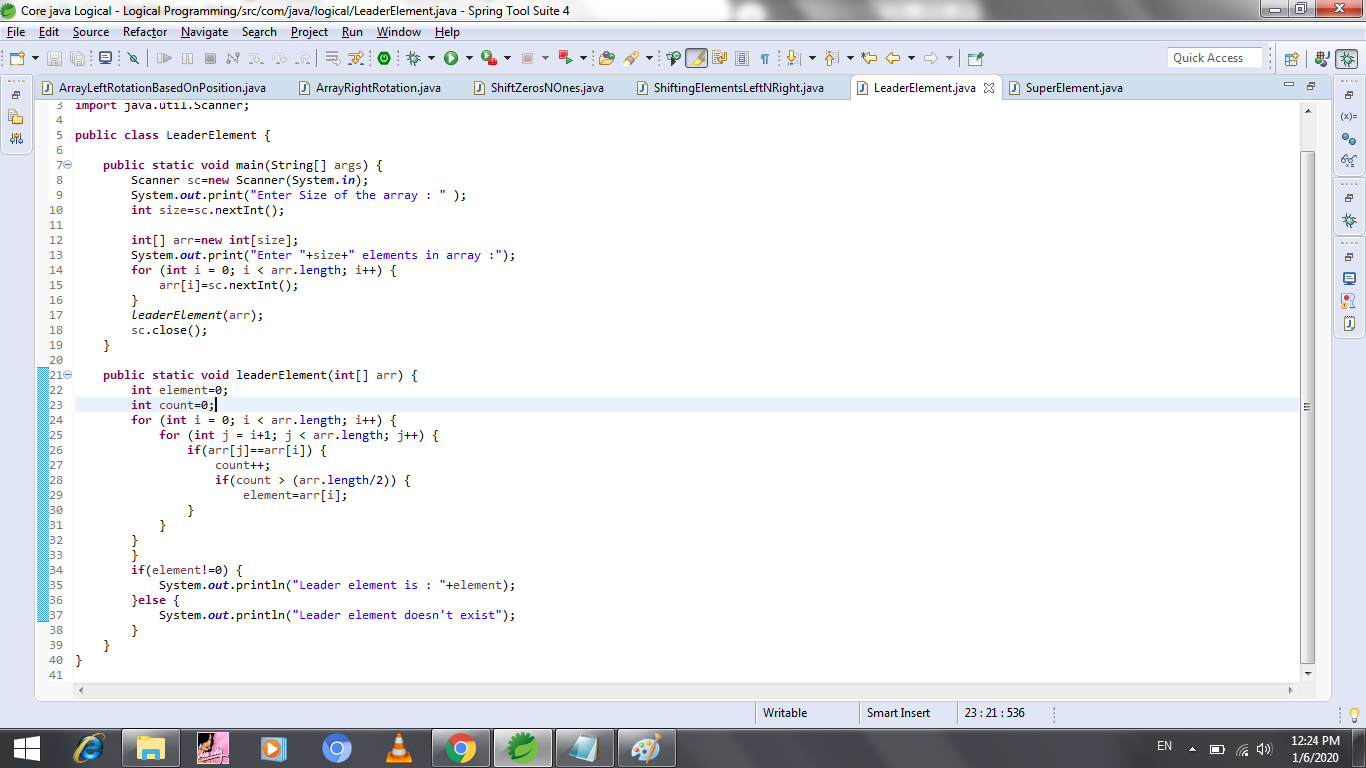 Core java Logical - Logical Programming/src/com/java/logical/LeaderElement.java - Spring Tool Suite 4
File Edit Source Refactor Navigate Search Project Run Window Help
Quick Access
ArrayLeftRotationBasedOnPosition.java ArrayRightRotation.java ShiftZerosNOnes.java ShiftingElementsLeftNRight.java LeaderElement.java SuperElement.java
3 import java.util.Scanner;
4
5 public class LeaderElement {
6
7 public static void main(String[] args) {
8 Scanner sc=new Scanner(System.in);
9 System.out.print("Enter Size of the array : " );
10 int size=sc.nextInt();
11
12 int[] arr=new int[size];
13 System.out.print("Enter "+size+" elements in array :");
14 for (int i = 0; i < arr.length; i++) {
15 arr[i]=sc.nextInt();
16 }
17 leaderElement(arr);
18 sc.close();
19 }
20
21 public static void leaderElement(int[] arr) {
22 int element=0;
23 int count=0;
24 for (int i = 0; i < arr.length; i++) {
25 for (int j = i+1; j < arr.length; j++) {
26 if(arr[j]==arr[i]) {
27 count++;
28 if(count > (arr.length/2)) {
29 element=arr[i];
30 }
31 }
32 }
33 }
34 if(element!=0) {
35 System.out.println("Leader element is : "+element);
36 }else {
37 System.out.println("Leader element doesn't exist");
38 }
39 }
40 }
41
Writable Smart Insert 23 : 21 : 536
EN 12:24 PM
1/6/2020